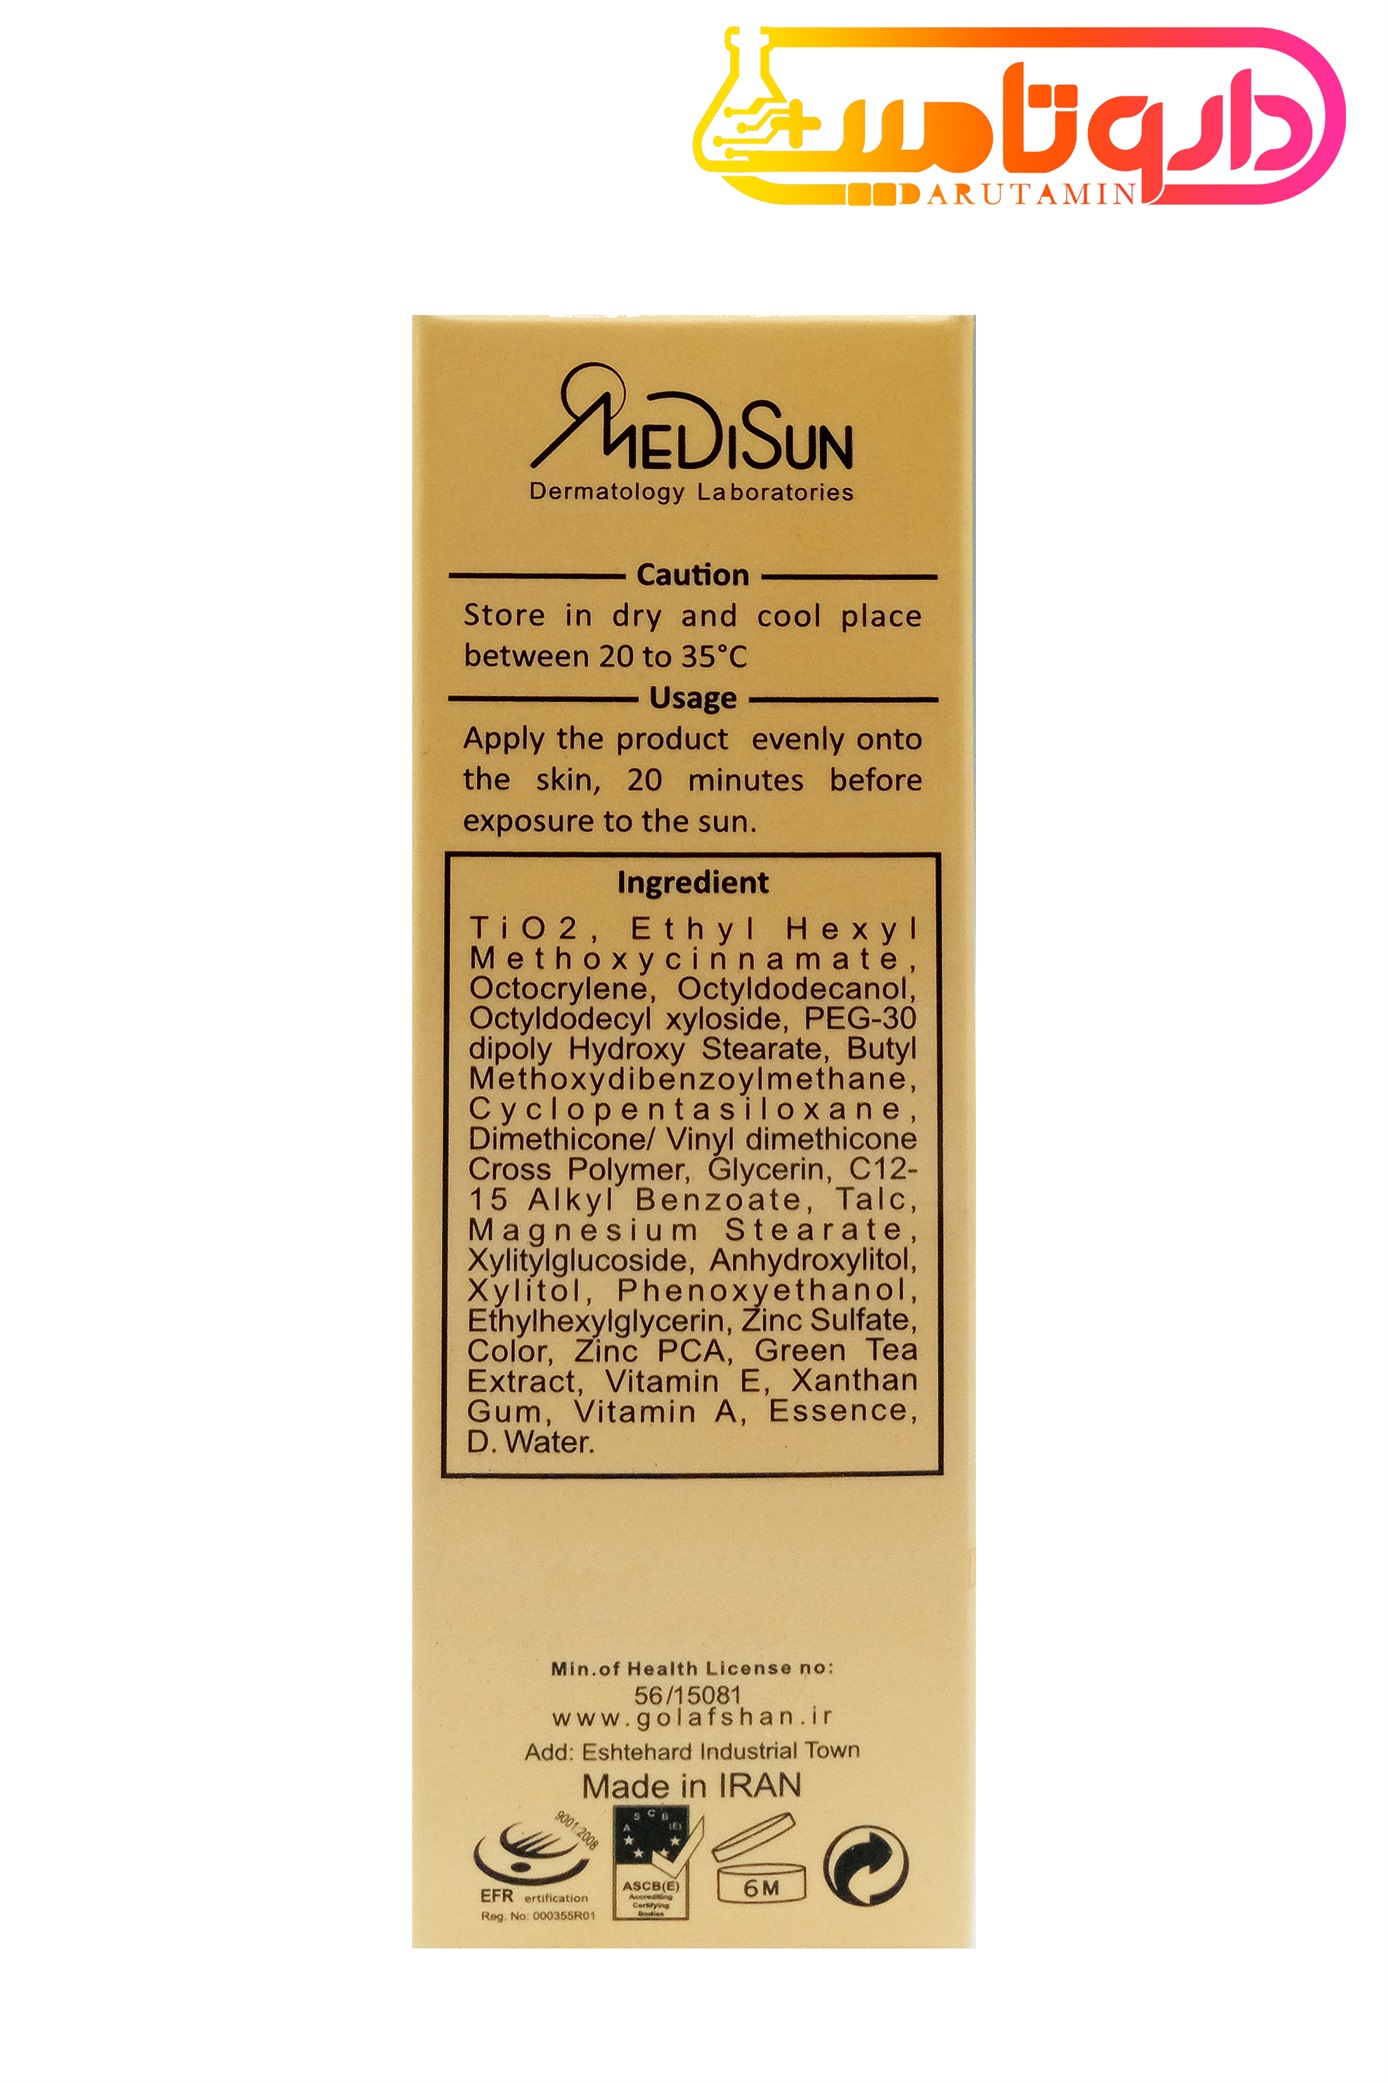 داروتامین
DARUTAMIN
MEDISUN
Dermatology Laboratories
Caution
Store in dry and cool place
between 20 to 35°C
Usage
Apply the product evenly onto
the skin, 20 minutes before
exposure to the sun.
Ingredient
TiO2, Ethyl Hexyl
Methoxycinnamate,
Octocrylene, Octyldodecanol,
Octyldodecyl xyloside, PEG-30
dipoly Hydroxy Stearate, Butyl
Methoxydibenzoylmethane,
Cyclopentasiloxane,
Dimethicone/ Vinyl dimethicone
Cross Polymer, Glycerin, C12-
15 Alkyl Benzoate, Talc,
Magnesium Stearate,
Xylitylglucoside, Anhydroxylitol,
Xylitol, Phenoxyethanol,
Ethylhexylglycerin, Zinc Sulfate,
Color, Zinc PCA, Green Tea
Extract, Vitamin E, Xanthan
Gum, Vitamin A, Essence,
D. Water.
Min.of Health License no:
56/15081
www.golafshan.ir
Add: Eshtehard Industrial Town
Made in IRAN
9001:2008
EFR ertification
Reg. No: 000355R01
A S C B (E)
ASCB(E)
Accrediting
Certifying
Bodies
6M